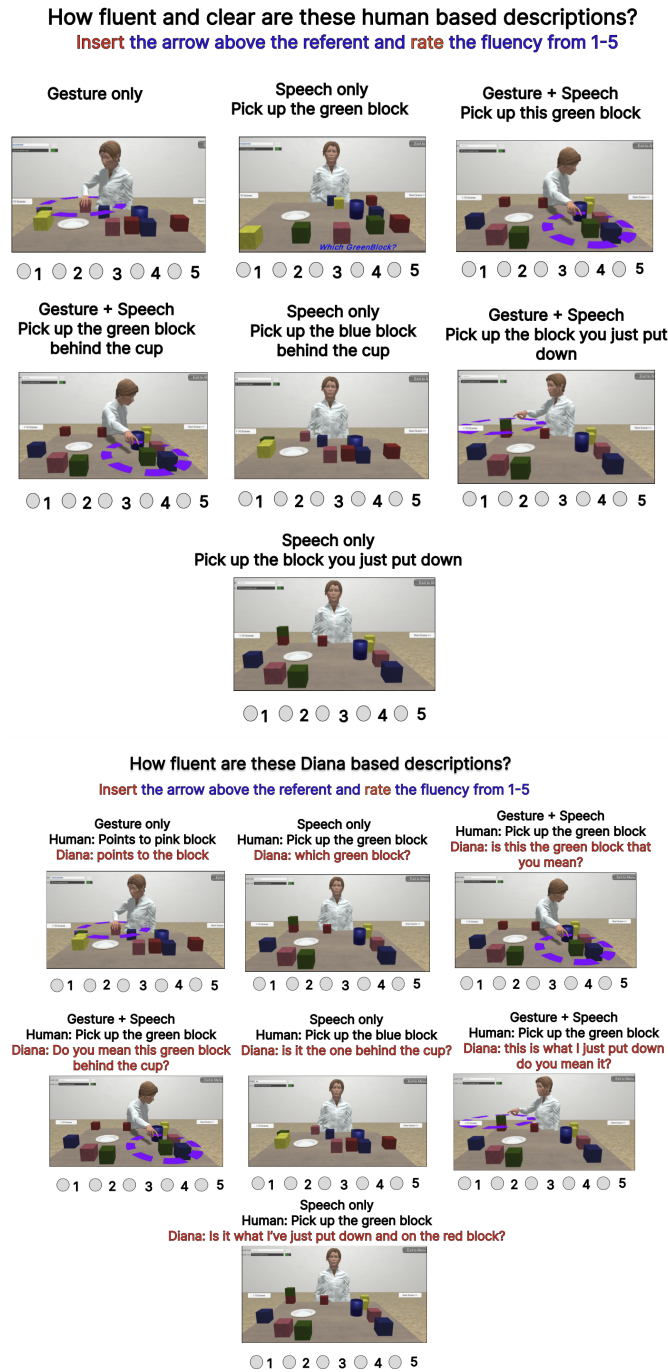 How fluent and clear are these human based descriptions?
Insert the arrow above the referent and rate the fluency from 1-5
Gesture only
Speech only
Pick up the green block
Gesture + Speech
Pick up this green block
Which GreenBlock?
1 2 3 4 5
1 2 3 4 5
1 2 3 4 5
Gesture + Speech
Pick up the green block
behind the cup
Speech only
Pick up the blue block
behind the cup
Gesture + Speech
Pick up the block you just put
down
1 2 3 4 5
1 2 3 4 5
1 2 3 4 5
Speech only
Pick up the block you just put down
1 2 3 4 5
How fluent are these Diana based descriptions?
Insert the arrow above the referent and rate the fluency from 1-5
Gesture only
Human: Points to pink block
Diana: points to the block
Speech only
Human: Pick up the green block
Diana: which green block?
Gesture + Speech
Human: Pick up the green block
Diana: is this the green block that
you mean?
1 2 3 4 5
1 2 3 4 5
1 2 3 4 5
Gesture + Speech
Human: Pick up the green block
Diana: Do you mean this green block
behind the cup?
Speech only
Human: Pick up the blue block
Diana: is it the one behind the cup?
Gesture + Speech
Human: Pick up the green block
Diana: this is what I just put down
do you mean it?
1 2 3 4 5
1 2 3 4 5
1 2 3 4 5
Speech only
Human: Pick up the green block
Diana: Is it what I've just put down and on the red block?
1 2 3 4 5